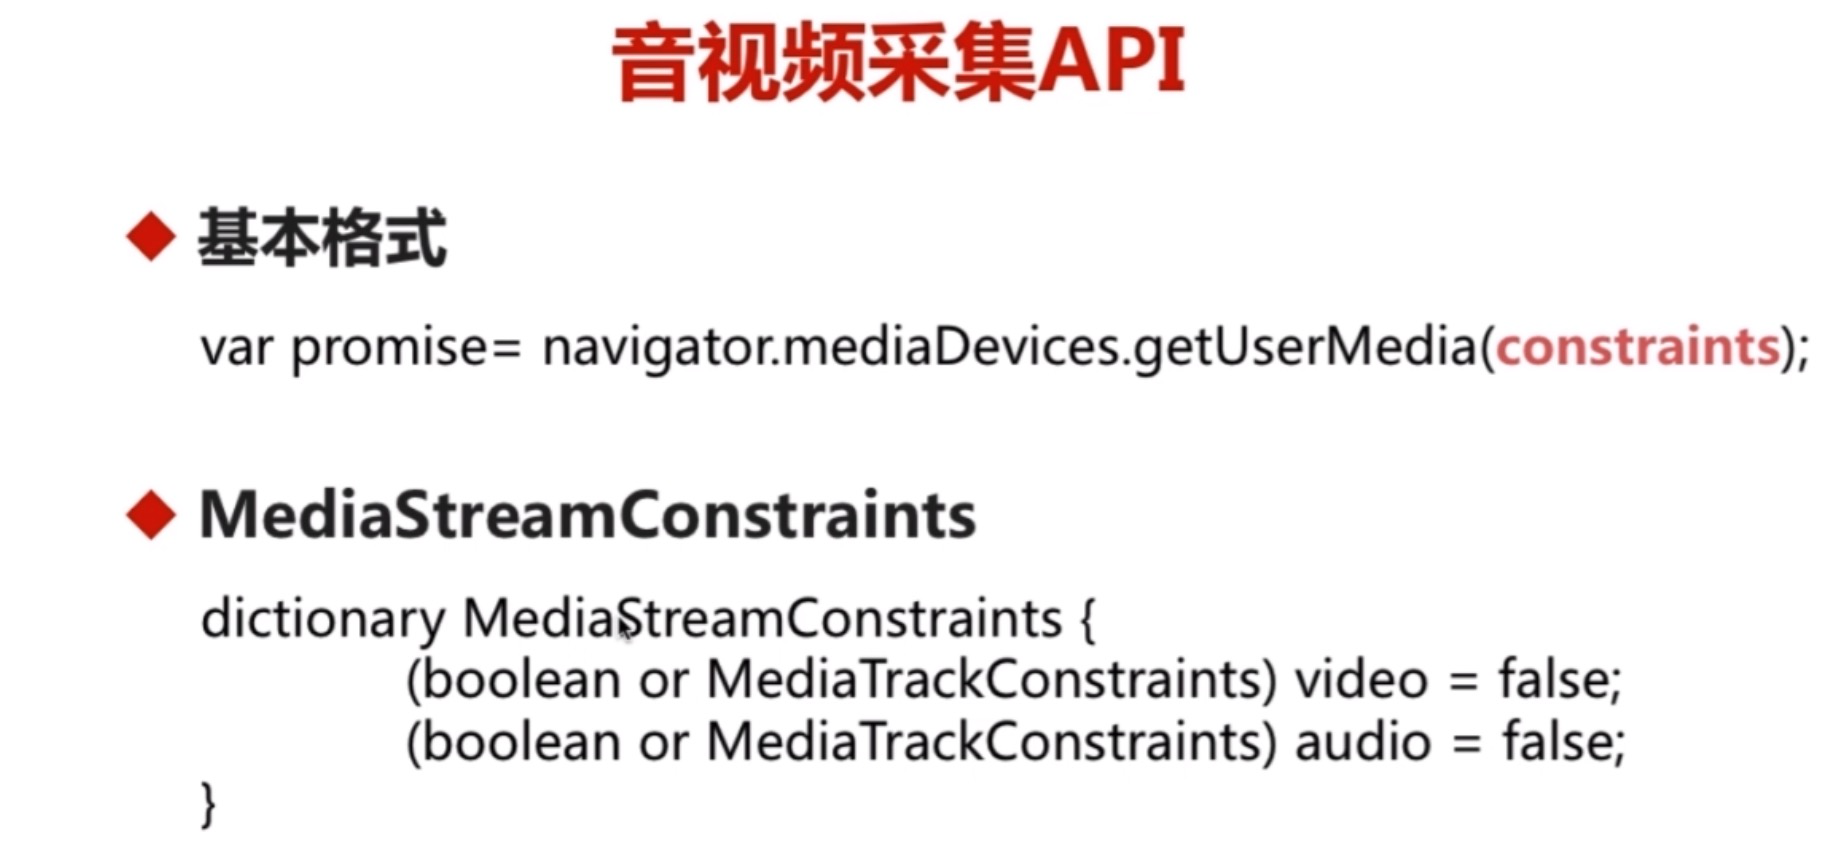 音视频采集API
基本格式
var promise= navigator.mediaDevices.getUserMedia(constraints);
MediaStreamConstraints
dictionary MediaStreamConstraints {
(boolean or MediaTrackConstraints) video = false;
(boolean or MediaTrackConstraints) audio = false;
}